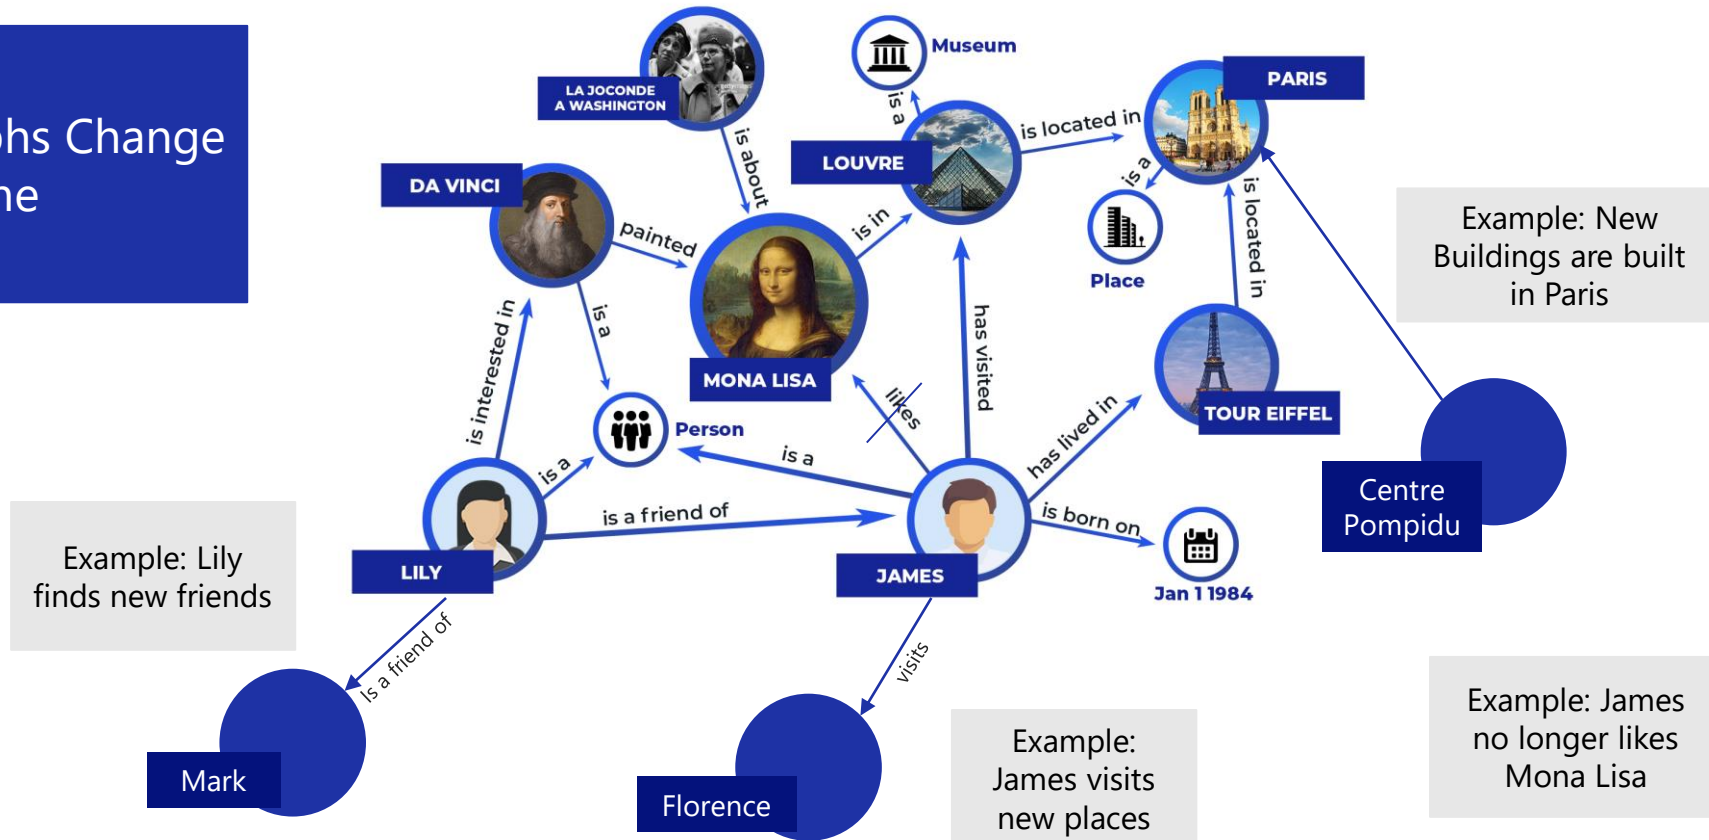 phs Change
ne
LA JOCONDE
A WASHINGTON
Museum
PARIS
is a
is located in
LOUVRE
DA VINCI
is about
is a
is located in
Example: New
Buildings are built
in Paris
painted
is in
Place
is a
is interested in
has visited
MONA LISA
likes
TOUR EIFFEL
Person
has lived in
is a
is a
Centre
Pompidu
is a friend of
is born on
Example: Lily
finds new friends
LILY
JAMES
Jan 1 1984
Is a friend of
visits
Example: James
no longer likes
Mona Lisa
Example:
James visits
new places
Mark
Florence